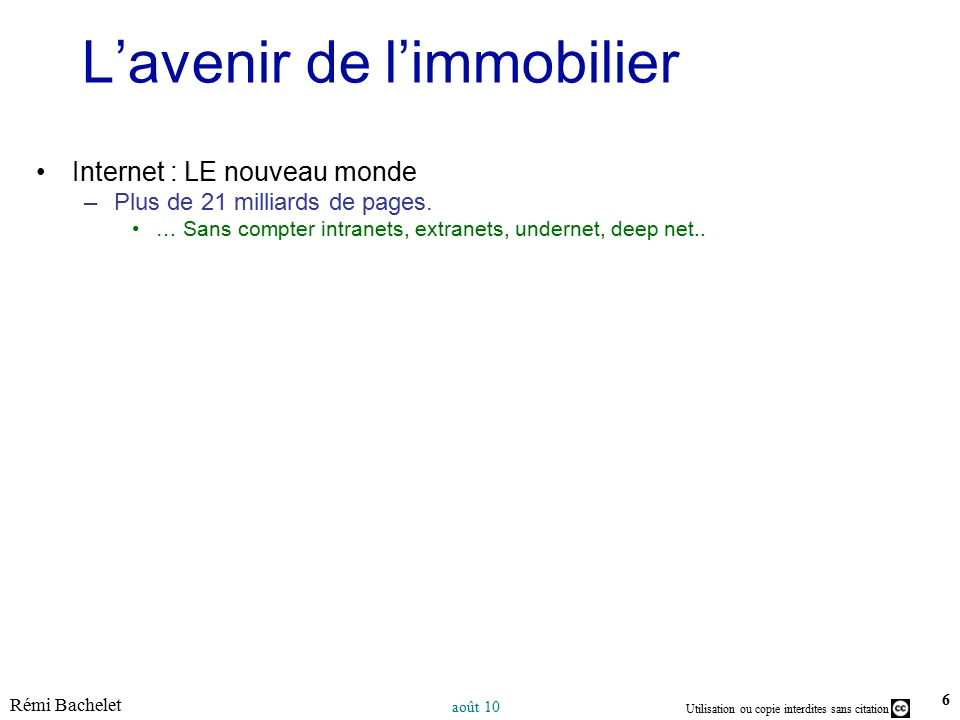 L’avenir de l’immobilier
• Internet : LE nouveau monde
– Plus de 21 milliards de pages.
• … Sans compter intranets, extranets, undernet, deep net..
Rémi Bachelet
août 10
Utilisation ou copie interdites sans citation
cc
6